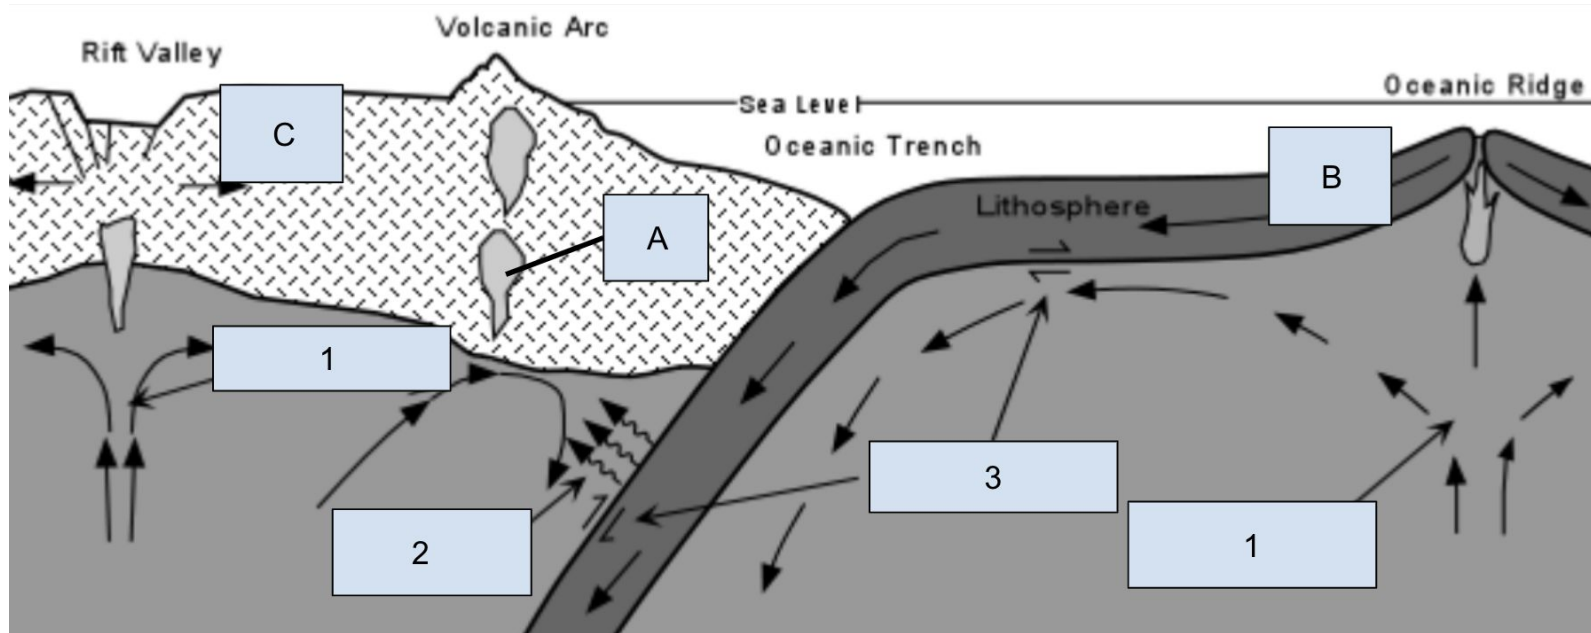 Volcanic Arc
Rift Valley
Oceanic Ridge
Sea Level
C
Oceanic Trench
B
Lithosphere
A
1
3
2
1